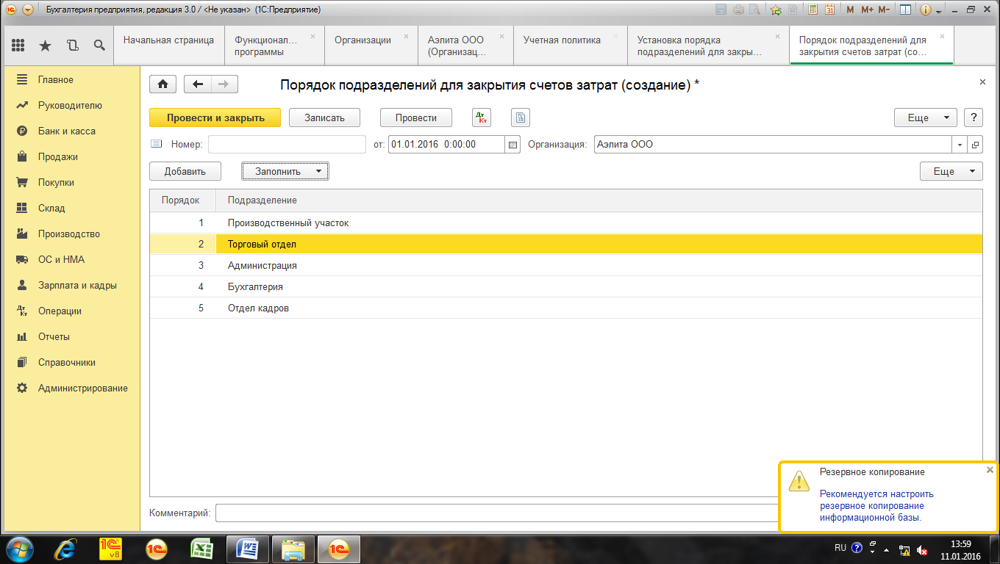 Бухгалтерия предприятия, редакция 3.0 / <Не указан> (1С:Предприятие)
M M+ M-
Начальная страница
Функционал...
программы
Организации
Аэлита ООО
(Организац...
Учетная политика
Установка порядка
подразделений для закры...
Порядок подразделений для
закрытия счетов затрат (со...
Главное
Руководителю
Банк и касса
Продажи
Покупки
Склад
Производство
ОС и НМА
Зарплата и кадры
Операции
Отчеты
Справочники
Администрирование
Порядок подразделений для закрытия счетов затрат (создание) *
Провести и закрыть
Записать
Провести
Дт
Кт
Еще
?
Номер:
от: 01.01.2016 0:00:00
Организация: Аэлита ООО
Добавить
Заполнить
Еще
Порядок Подразделение
1 Производственный участок
2 Торговый отдел
3 Администрация
4 Бухгалтерия
5 Отдел кадров
Комментарий:
Резервное копирование
Рекомендуется настроить
резервное копирование
информационной базы.
RU
13:59
11.01.2016